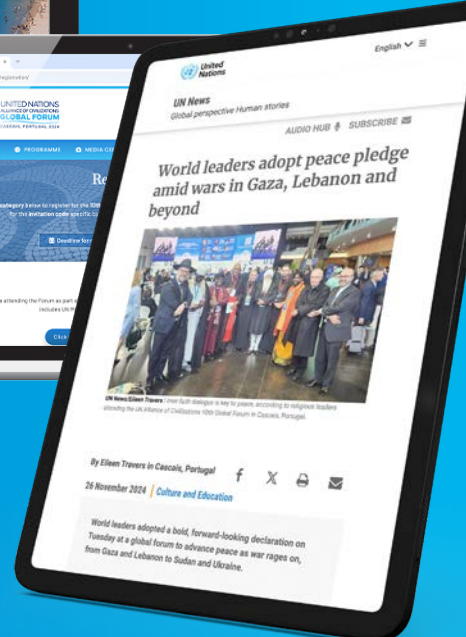 registration/
UNITED NATIONS
ALLIANCE OF CIVILIZATIONS
GLOBAL FORUM
CASCAIS, PORTUGAL 2024
PROGRAMME
MEDIA CE
Re
category below to register for the 10th
for the invitation code specific to
Deadline for
attending the Forum as part
includes UN
Click
United
Nations
English
UN News
Global perspective Human stories
AUDIO HUB SUBSCRIBE
World leaders adopt peace pledge
amid wars in Gaza, Lebanon and
beyond
UN News/Eileen Travers | Inter faith dialogue is key to peace, according to religious leaders
attending the UN Alliance of Civilizations 10th Global Forum in Cascais, Portugal.
By Eileen Travers in Cascais, Portugal
26 November 2024 | Culture and Education
World leaders adopted a bold, forward-looking declaration on
Tuesday at a global forum to advance peace as war rages on,
from Gaza and Lebanon to Sudan and Ukraine.